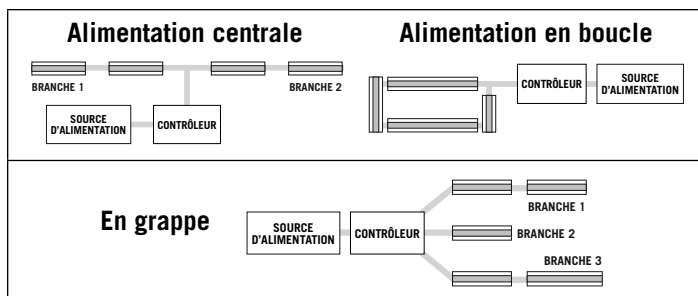 Alimentation centrale
BRANCHE 1
BRANCHE 2
SOURCE
D'ALIMENTATION
CONTRÔLEUR
Alimentation en boucle
CONTRÔLEUR
SOURCE
D'ALIMENTATION
En grappe
SOURCE
D'ALIMENTATION
CONTRÔLEUR
BRANCHE 1
BRANCHE 2
BRANCHE 3